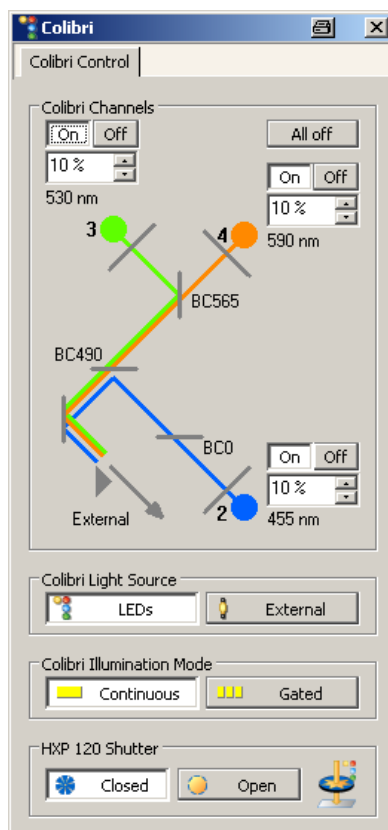 Colibri
Colibri Control
Colibri Channels
On Off
All off
10 %
530 nm
On Off
10 %
590 nm
3
4
BC565
BC490
BC0
On Off
10 %
455 nm
2
External
Colibri Light Source
LEDs External
Colibri Illumination Mode
Continuous Gated
HXP 120 Shutter
Closed Open